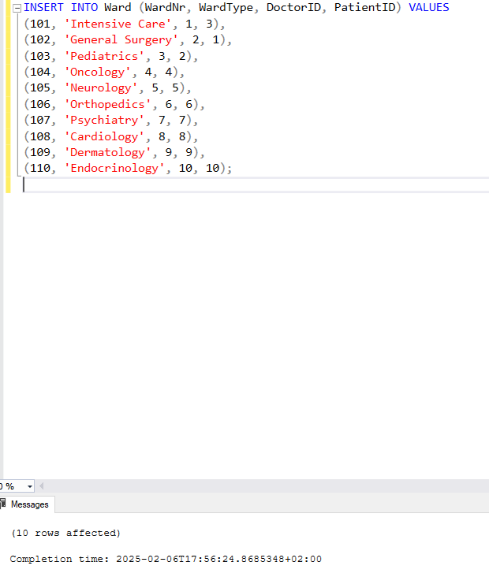 INSERT INTO Ward (WardNr, WardType, DoctorID, PatientID) VALUES
(101, 'Intensive Care', 1, 3),
(102, 'General Surgery', 2, 1),
(103, 'Pediatrics', 3, 2),
(104, 'Oncology', 4, 4),
(105, 'Neurology', 5, 5),
(106, 'Orthopedics', 6, 6),
(107, 'Psychiatry', 7, 7),
(108, 'Cardiology', 8, 8),
(109, 'Dermatology', 9, 9),
(110, 'Endocrinology', 10, 10);
%
Messages
(10 rows affected)
Completion time: 2025-02-06T17:56:24.8685348+02:00